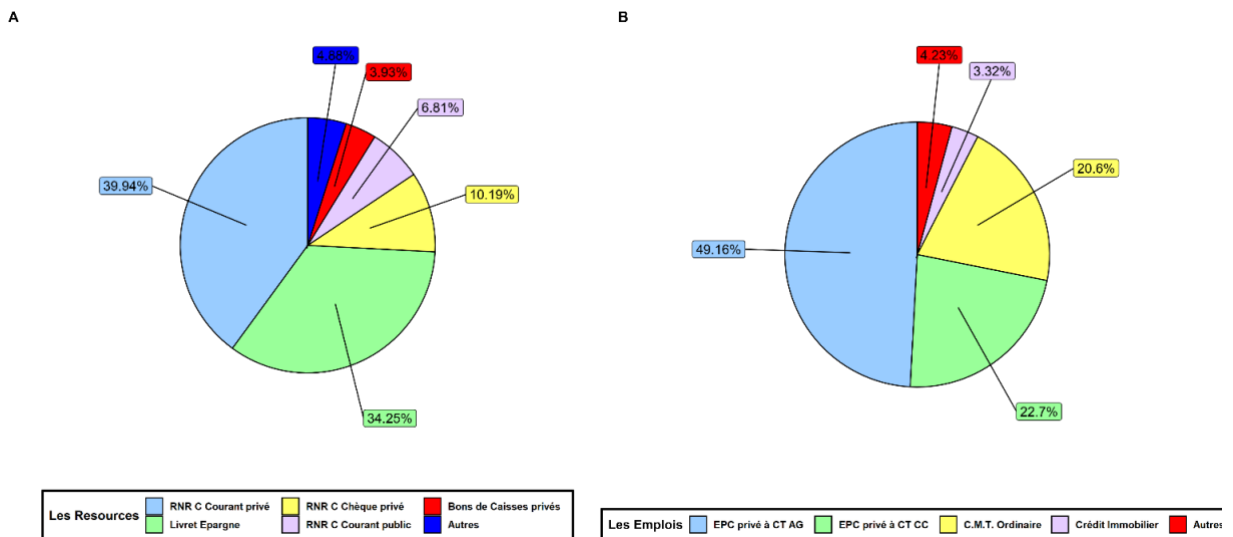 A
B
4.88%
3.93%
6.81%
39.94%
10.19%
34.25%
4.23%
3.32%
20.6%
49.16%
22.7%
Les Resources
RNR C Courant privé
RNR C Chèque privé
Bons de Caisses privés
Livret Epargne
RNR C Courant public
Autres
Les Emplois
EPC privé à CT AG
EPC privé à CT CC
C.M.T. Ordinaire
Crédit Immobilier
Autres